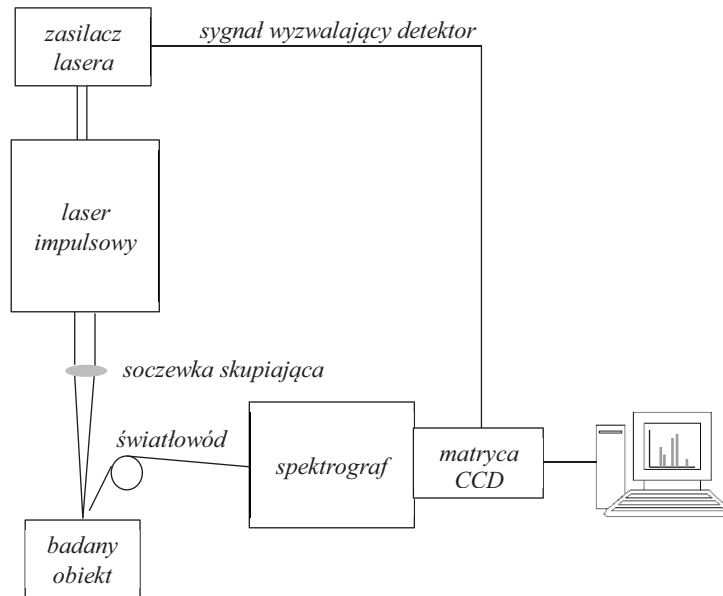 zasilacz
lasera
sygnał wyzwalający detektor
laser
impulsowy
soczewka skupiająca
światłowód
spektrograf
matryca
CCD
badany
obiekt